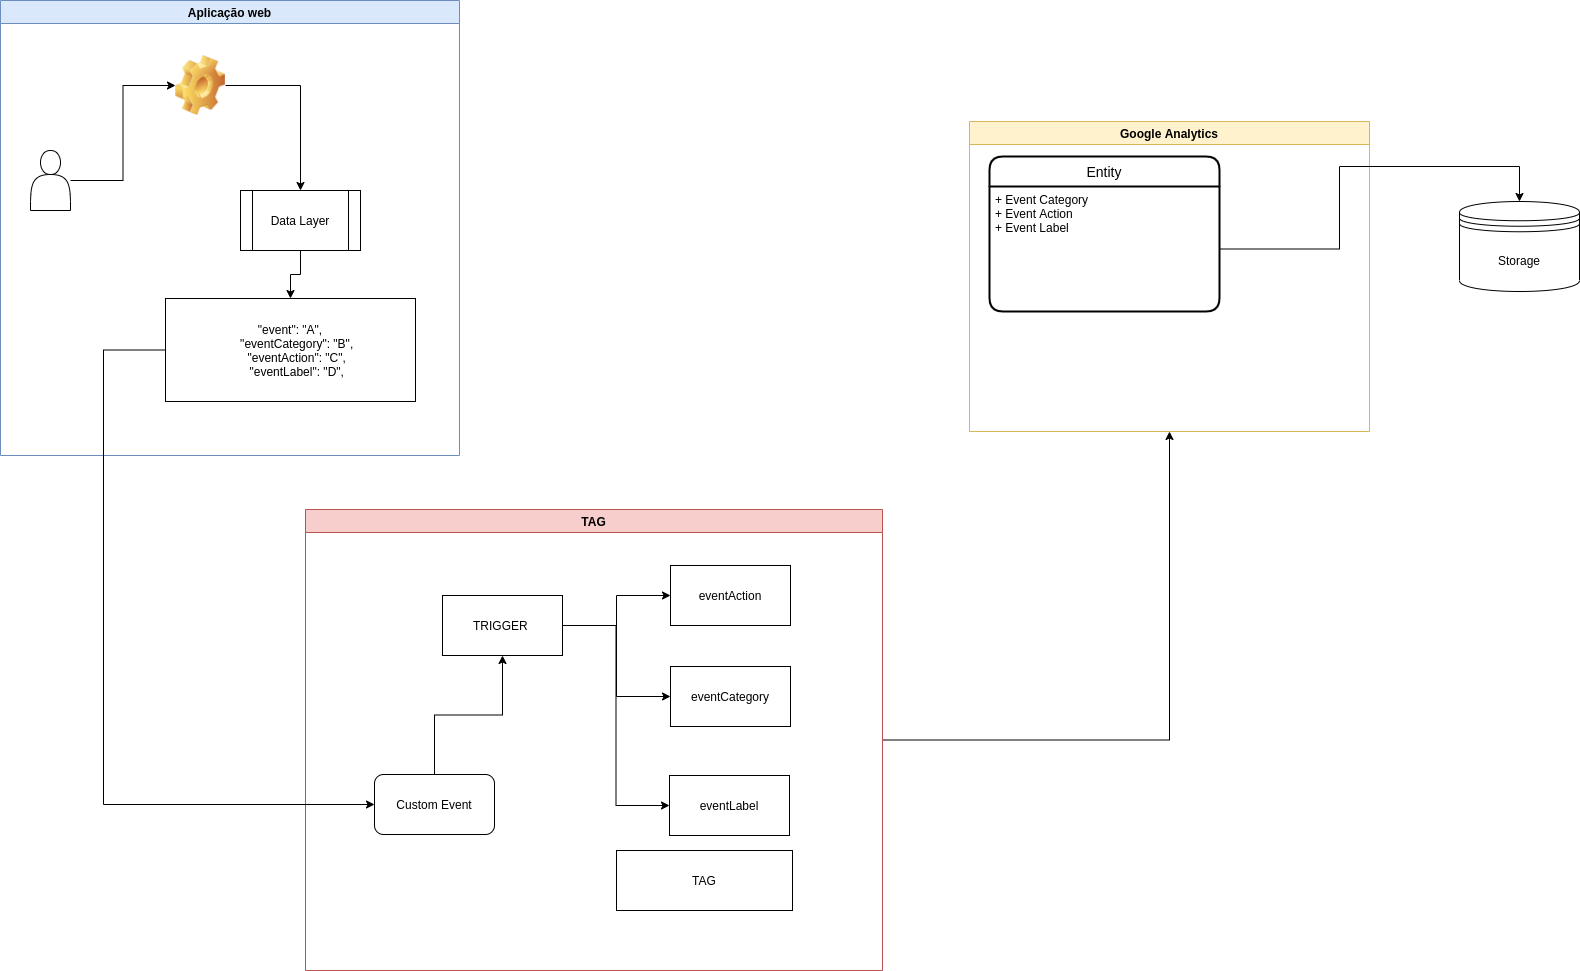 Aplicação web
Data Layer
"event": "A",
"eventCategory": "B",
"eventAction": "C",
"eventLabel": "D",
Google Analytics
Entity
+ Event Category
+ Event Action
+ Event Label
Storage
TAG
TRIGGER
eventAction
eventCategory
eventLabel
Custom Event
TAG